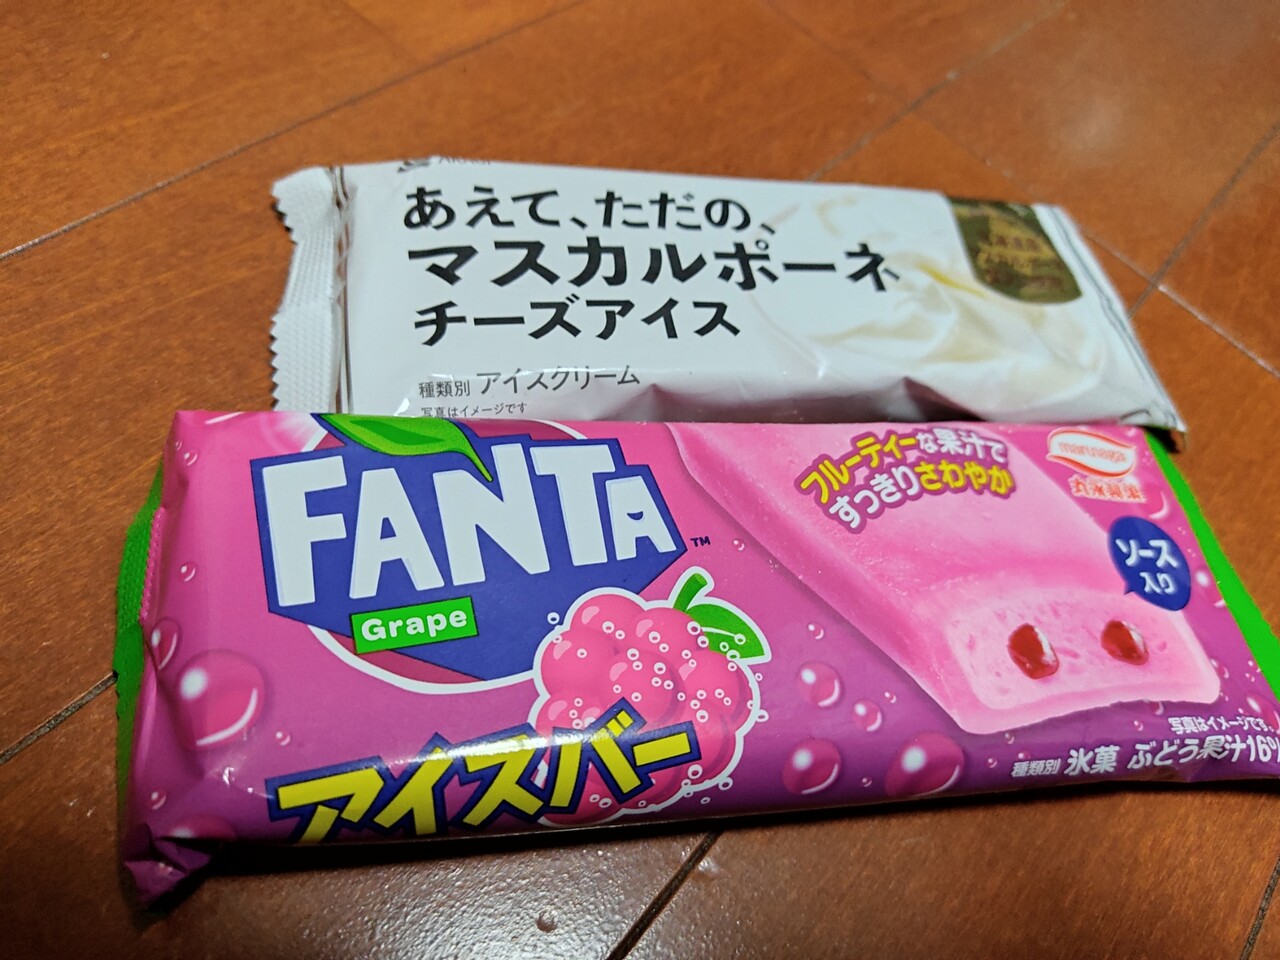 あえて、ただの、
マスカルポーネ
チーズアイス
種類別 アイスクリーム
写真はイメージです
FANTA™
Grape
アイスバー
フルーティーな果汁で
すっきりさわやか
marunaga
丸永製菓
ソース
入り
写真はイメージです。
種類別 氷菓 ぶどう果汁16%